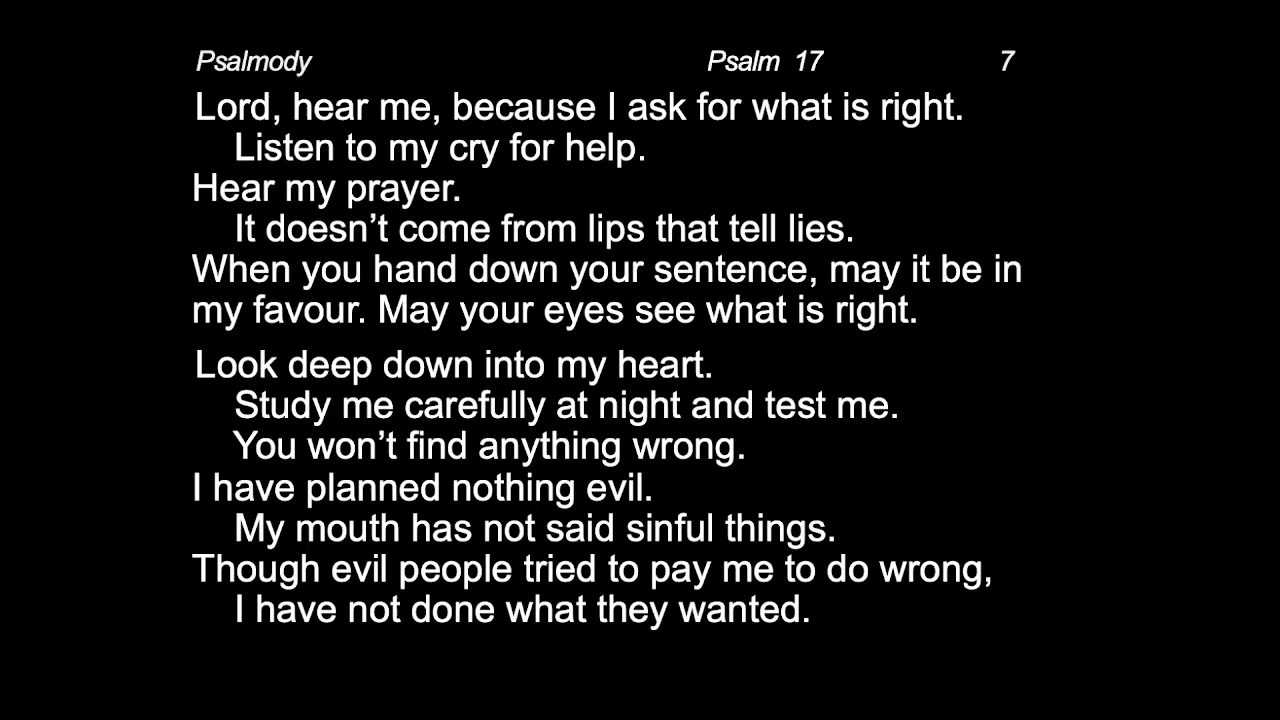 Psalmody Psalm 17 7
Lord, hear me, because I ask for what is right.
Listen to my cry for help.
Hear my prayer.
It doesn’t come from lips that tell lies.
When you hand down your sentence, may it be in
my favour. May your eyes see what is right.
Look deep down into my heart.
Study me carefully at night and test me.
You won’t find anything wrong.
I have planned nothing evil.
My mouth has not said sinful things.
Though evil people tried to pay me to do wrong,
I have not done what they wanted.